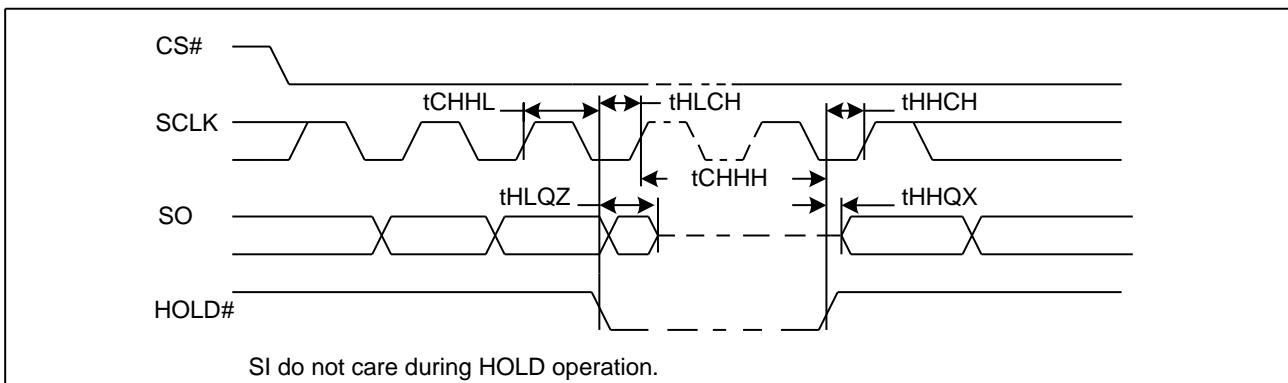 CS#
tCHHL
tHLCH
tHHCH
SCLK
tCHHH
tHLQZ
tHHQX
SO
HOLD#
SI do not care during HOLD operation.